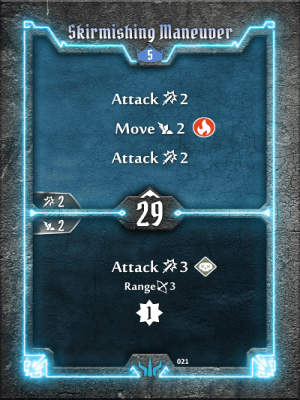 Skirmishing Maneuver
5
Attack 2
Move 2
Attack 2
29
2
2
Attack 3
Range 3
1
021